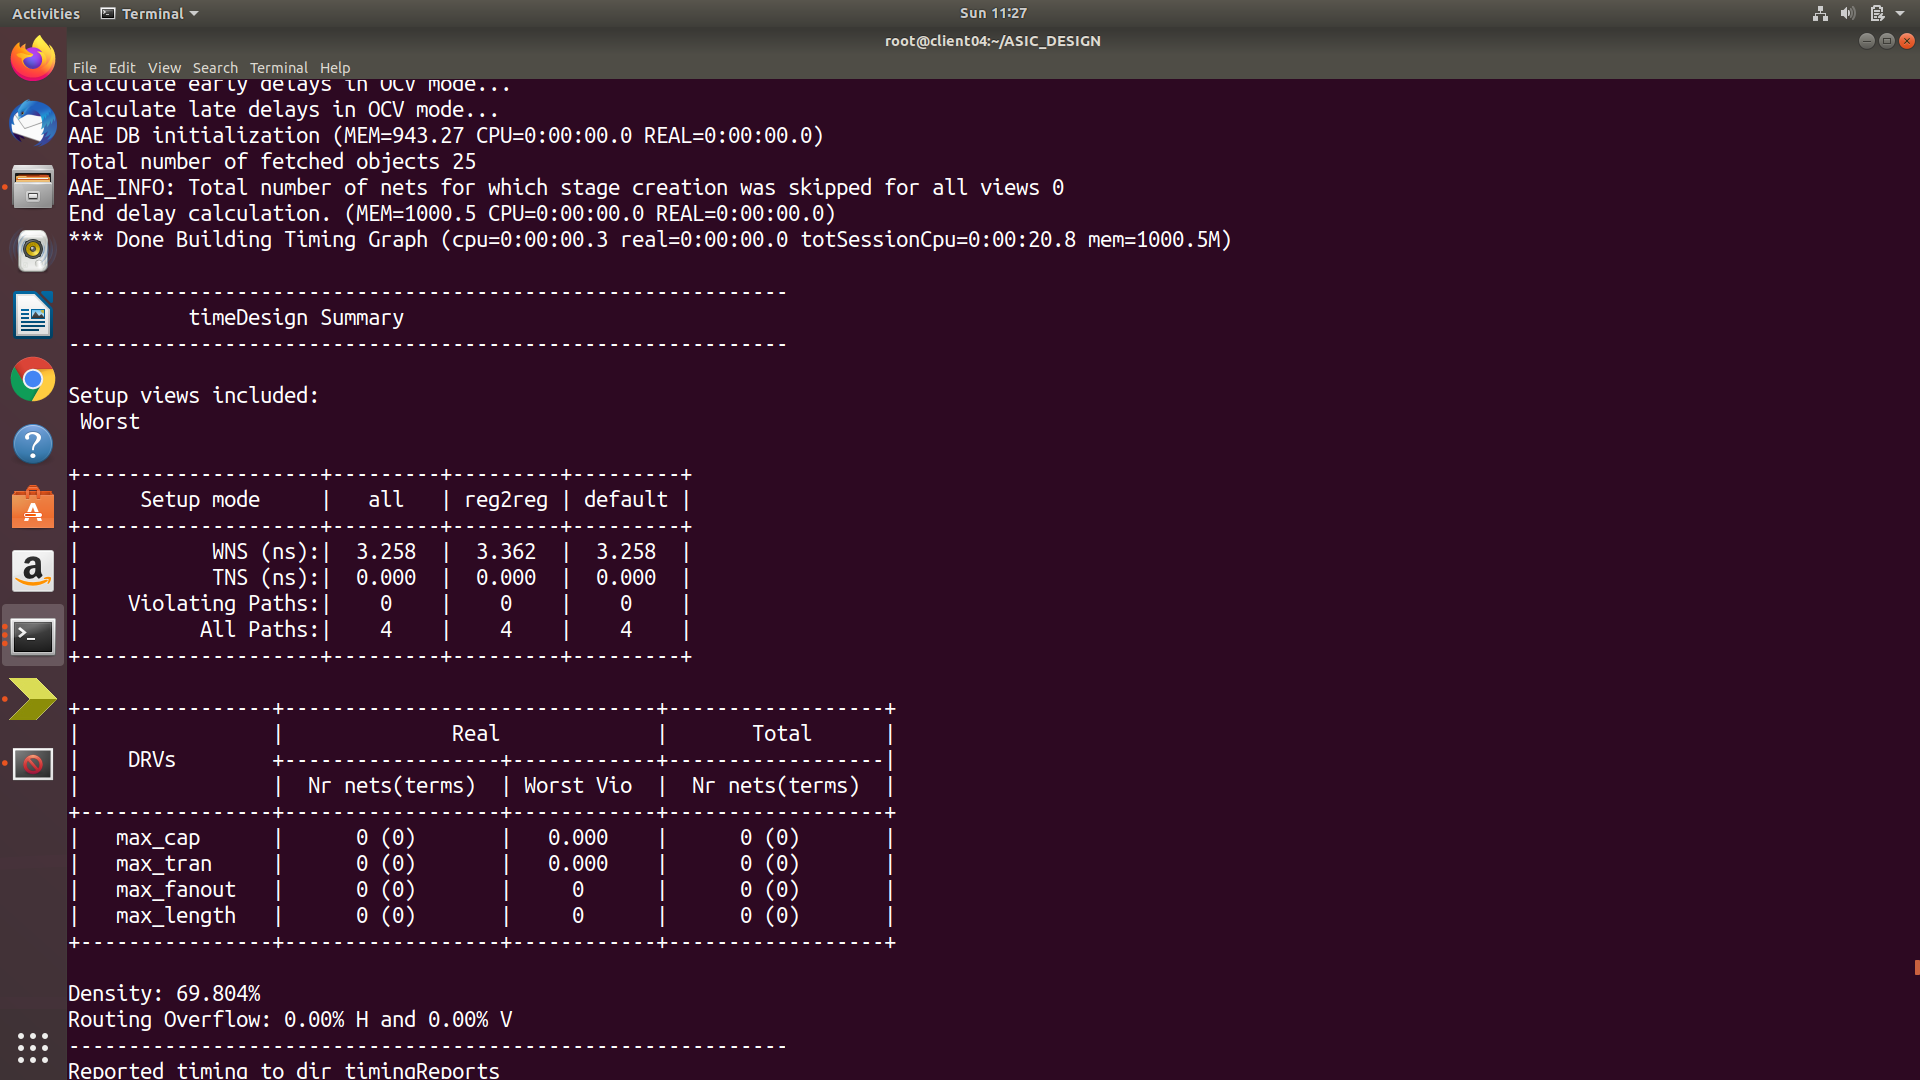 Activities Terminal Sun 11:27
root@client04:~/ASIC_DESIGN
File Edit View Search Terminal Help
Calculate early delays in OCV mode...
Calculate late delays in OCV mode...
AAE DB initialization (MEM=943.27 CPU=0:00:00.0 REAL=0:00:00.0)
Total number of fetched objects 25
AAE_INFO: Total number of nets for which stage creation was skipped for all views 0
End delay calculation. (MEM=1000.5 CPU=0:00:00.0 REAL=0:00:00.0)
*** Done Building Timing Graph (cpu=0:00:00.3 real=0:00:00.0 totSessionCpu=0:00:20.8 mem=1000.5M)
------------------------------------------------------------
          timeDesign Summary
------------------------------------------------------------
Setup views included:
 Worst
+--------------------+---------+---------+---------+
|     Setup mode     |   all   | reg2reg | default |
+--------------------+---------+---------+---------+
|           WNS (ns):|  3.258  |  3.362  |  3.258  |
|           TNS (ns):|  0.000  |  0.000  |  0.000  |
|    Violating Paths:|    0    |    0    |    0    |
|          All Paths:|    4    |    4    |    4    |
+--------------------+---------+---------+---------+
+----------------+-------------------------------+------------------+
|                |              Real             |       Total      |
|    DRVs        +------------------+------------+------------------|
|                |  Nr nets(terms)  | Worst Vio  |  Nr nets(terms)  |
+----------------+------------------+------------+------------------+
|   max_cap      |      0 (0)       |   0.000    |      0 (0)       |
|   max_tran     |      0 (0)       |   0.000    |      0 (0)       |
|   max_fanout   |      0 (0)       |     0      |      0 (0)       |
|   max_length   |      0 (0)       |     0      |      0 (0)       |
+----------------+------------------+------------+------------------+
Density: 69.804%
Routing Overflow: 0.00% H and 0.00% V
------------------------------------------------------------
Reported timing to dir timingReports